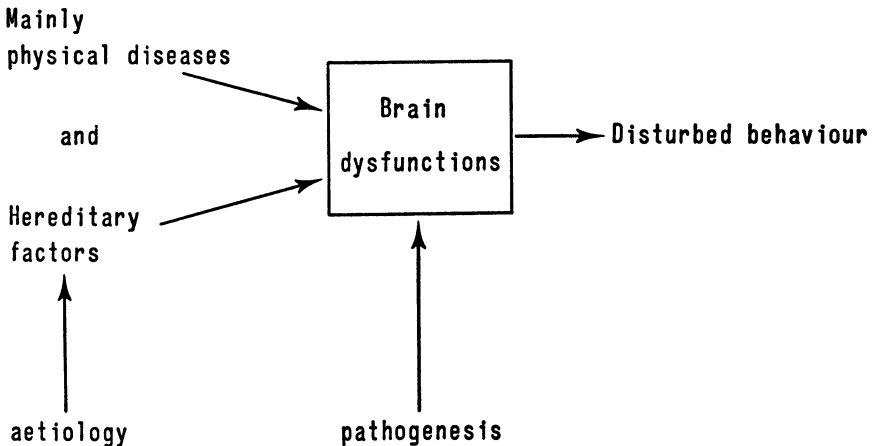 Mainly
physical diseases
and
Hereditary
factors
Brain
dysfunctions
Disturbed behaviour
aetiology
pathogenesis